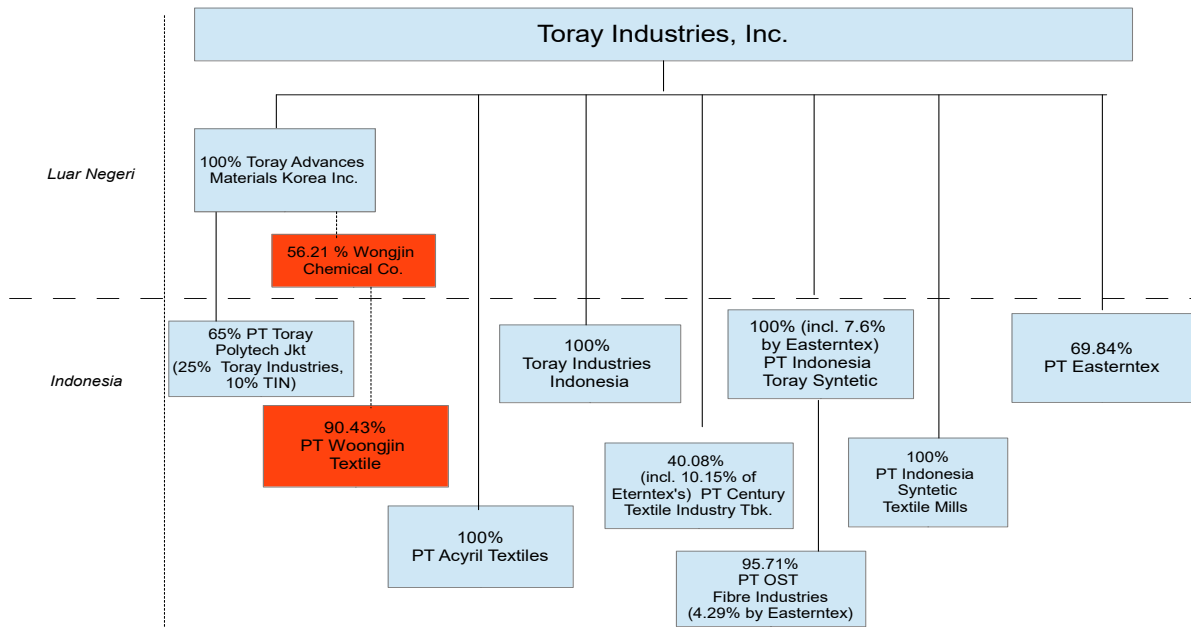 Toray Industries, Inc.
Luar Negeri
100% Toray Advances
Materials Korea Inc.
56.21 % Wongjin
Chemical Co.
Indonesia
65% PT Toray
Polytech Jkt
(25%  Toray Industries,
10% TIN)
90.43%
PT Woongjin
Textile
100%
PT Acyril Textiles
100%
Toray Industries
Indonesia
40.08%
(incl. 10.15% of
Eterntex's)  PT Century
Textile Industry Tbk.
100% (incl. 7.6%
by Easterntex)
PT Indonesia
Toray Syntetic
95.71%
PT OST
Fibre Industries
(4.29% by Easterntex)
100%
PT Indonesia
Syntetic
Textile Mills
69.84%
PT Easterntex